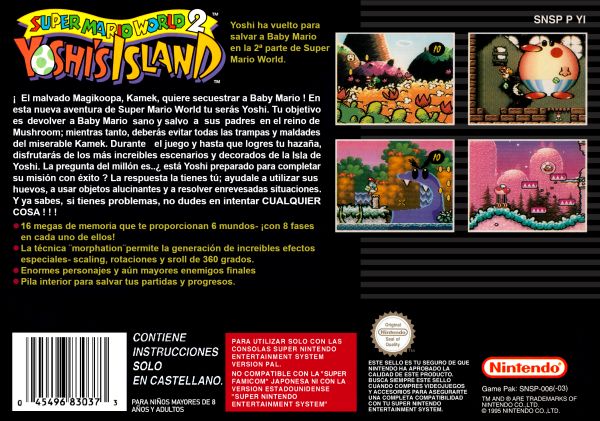 SUPER MARIO WORLD 2
YOSHI'S ISLAND
TM
Yoshi ha vuelto para
salvar a Baby Mario
en la 2ª parte de Super
Mario World.
SNSP P YI
10
10
¡ El malvado Magikoopa, Kamek, quiere secuestrar a Baby Mario ! En
esta nueva aventura de Super Mario World tu serás Yoshi. Tu objetivo
es devolver a Baby Mario sano y salvo a sus padres en el reino de
Mushroom; mientras tanto, deberás evitar todas las trampas y maldades
del miserable Kamek. Durante el juego y hasta que logres tu hazaña,
disfrutarás de los más increibles escenarios y decorados de la Isla de
Yoshi. La pregunta del millón es..¿ está Yoshi preparado para completar
su misión con éxito ? La respuesta la tienes tú; ayudale a utilizar sus
huevos, a usar objetos alucinantes y a resolver enrevesadas situaciones.
Y ya sabes, si tienes problemas, no dudes en intentar CUALQUIER
COSA ! ! !
16 megas de memoria que te proporcionan 6 mundos- ¡con 8 fases
en cada uno de ellos!
La técnica ¨morphation¨permite la generación de increibles efectos
especiales- scaling, rotaciones y sroll de 360 grados.
Enormes personajes y aún mayores enemigos finales
Pila interior para salvar tus partidas y progresos.
0 45496 83037 3
CONTIENE
INSTRUCCIONES
SOLO
EN CASTELLANO.
PARA NIÑOS MAYORES DE 8
AÑOS Y ADULTOS
PARA UTILIZAR SOLO CON LAS
CONSOLAS SUPER NINTENDO
ENTERTAINMENT SYSTEM
VERSION PAL.
NO COMPATIBLE CON LA "SUPER
FAMICOM" JAPONESA NI CON LA
VERSION ESTADOUNIDENSE
"SUPER NINTENDO
ENTERTAINMENT SYSTEM"
Original
Nintendo
Seal of
Quality
ESTE SELLO ES TU SEGURO DE QUE
NINTENDO HA APROBADO LA
CALIDAD DE ESTE PRODUCTO.
BUSCA SIEMPRE ESTE SELLO
CUANDO COMPRES VIDEOJUEGOS
Y ACCESORIOS PARA ASEGURARTE
UNA COMPLETA COMPATIBILIDAD
CON TU SUPER NINTENDO
ENTERTAINMENT SYSTEM.
Nintendo
Game Pak: SNSP-006(-03)
TM AND ® ARE TRADEMARKS OF
NINTENDO CO.,LTD.
© 1995 NINTENDO CO., LTD.